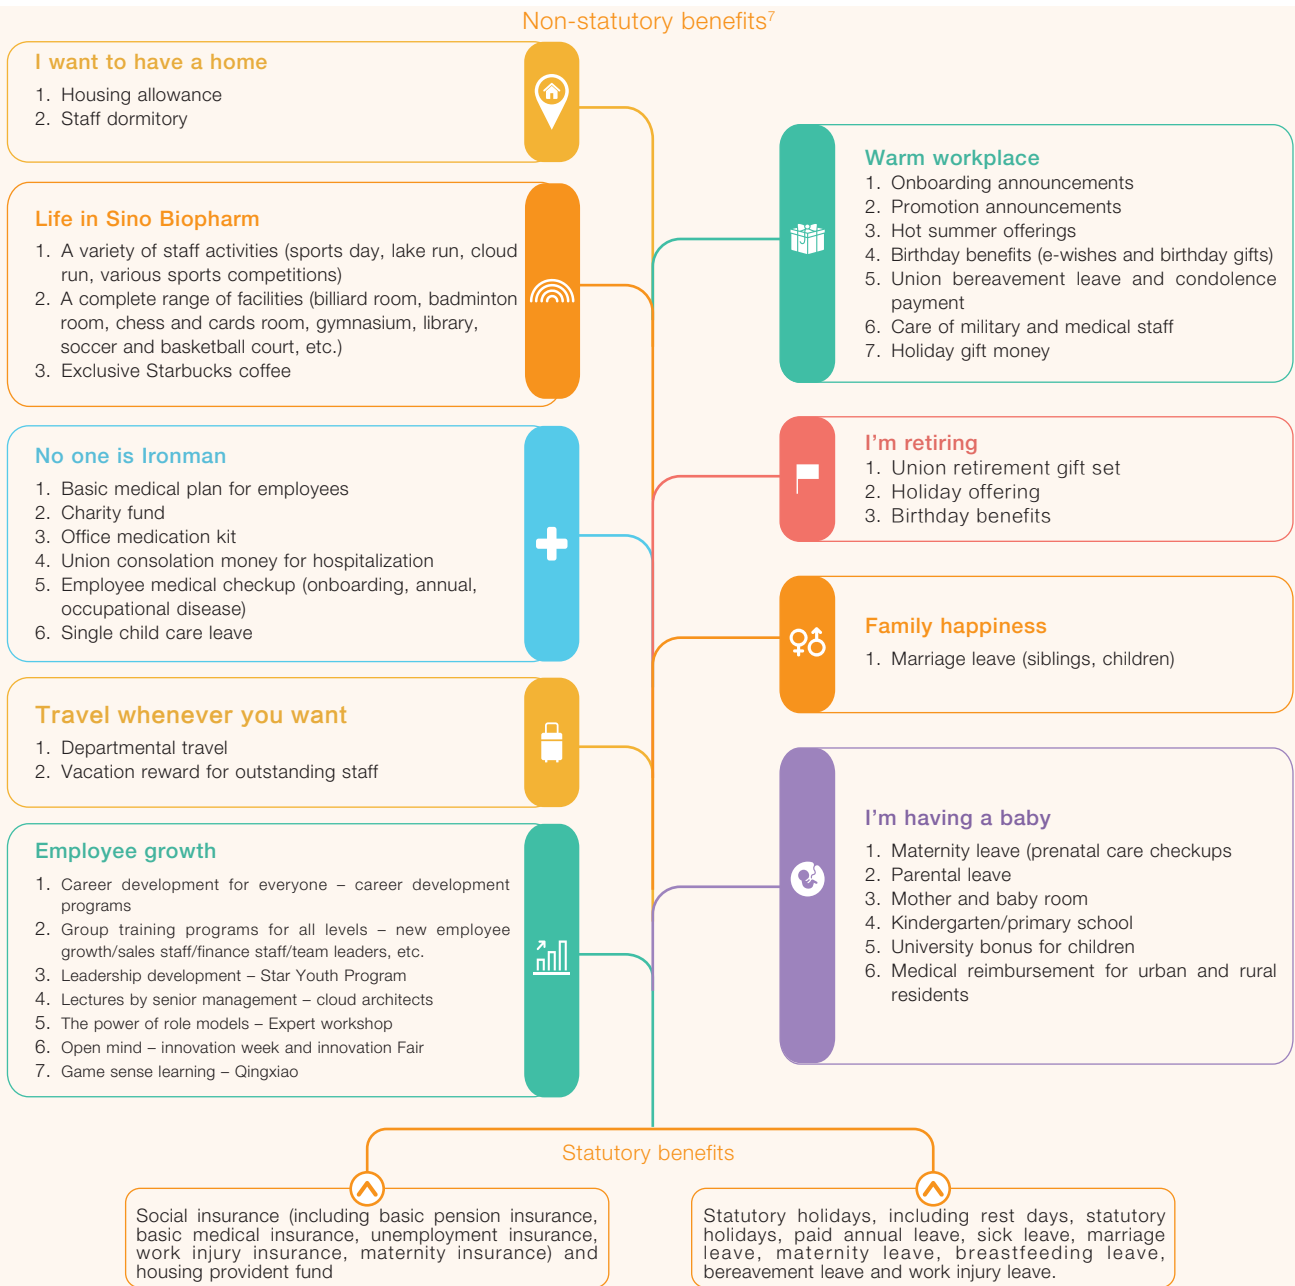 Non-statutory benefits7
I want to have a home
1. Housing allowance
2. Staff dormitory
Life in Sino Biopharm
1. A variety of staff activities (sports day, lake run, cloud
run, various sports competitions)
2. A complete range of facilities (billiard room, badminton
room, chess and cards room, gymnasium, library,
soccer and basketball court, etc.)
3. Exclusive Starbucks coffee
No one is Ironman
1. Basic medical plan for employees
2. Charity fund
3. Office medication kit
4. Union consolation money for hospitalization
5. Employee medical checkup (onboarding, annual,
occupational disease)
6. Single child care leave
Travel whenever you want
1. Departmental travel
2. Vacation reward for outstanding staff
Employee growth
1. Career development for everyone – career development
programs
2. Group training programs for all levels – new employee
growth/sales staff/finance staff/team leaders, etc.
3. Leadership development – Star Youth Program
4. Lectures by senior management – cloud architects
5. The power of role models – Expert workshop
6. Open mind – innovation week and innovation Fair
7. Game sense learning – Qingxiao
Warm workplace
1. Onboarding announcements
2. Promotion announcements
3. Hot summer offerings
4. Birthday benefits (e-wishes and birthday gifts)
5. Union bereavement leave and condolence
payment
6. Care of military and medical staff
7. Holiday gift money
I'm retiring
1. Union retirement gift set
2. Holiday offering
3. Birthday benefits
Family happiness
1. Marriage leave (siblings, children)
I'm having a baby
1. Maternity leave (prenatal care checkups
2. Parental leave
3. Mother and baby room
4. Kindergarten/primary school
5. University bonus for children
6. Medical reimbursement for urban and rural
residents
Statutory benefits
Social insurance (including basic pension insurance,
basic medical insurance, unemployment insurance,
work injury insurance, maternity insurance) and
housing provident fund
Statutory holidays, including rest days, statutory
holidays, paid annual leave, sick leave, marriage
leave, maternity leave, breastfeeding leave,
bereavement leave and work injury leave.